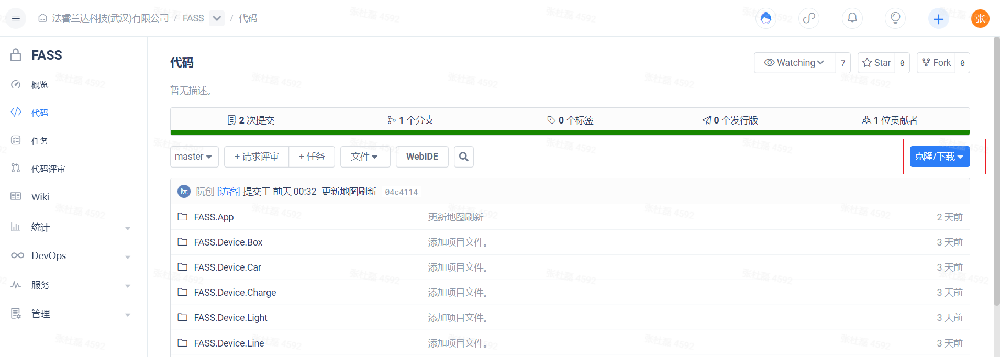 法睿兰达科技(武汉)有限公司 / FASS / 代码
张
FASS
概览
代码
任务
代码评审
Wiki
统计
DevOps
服务
管理
代码
Watching 7 Star 0 Fork 0
暂无描述。
2 次提交 1 个分支 0 个标签 0 个发行版 1 位贡献者
master + 请求评审 + 任务 文件 WebIDE 克隆/下载
阮 阮创 [访客] 提交于 前天 00:32 更新地图刷新 04c4114
FASS.App 更新地图刷新 2 天前
FASS.Device.Box 添加项目文件。 3 天前
FASS.Device.Car 添加项目文件。 3 天前
FASS.Device.Charge 添加项目文件。 3 天前
FASS.Device.Light 添加项目文件。 3 天前
FASS.Device.Line 添加项目文件。 3 天前
张杜磊 4592